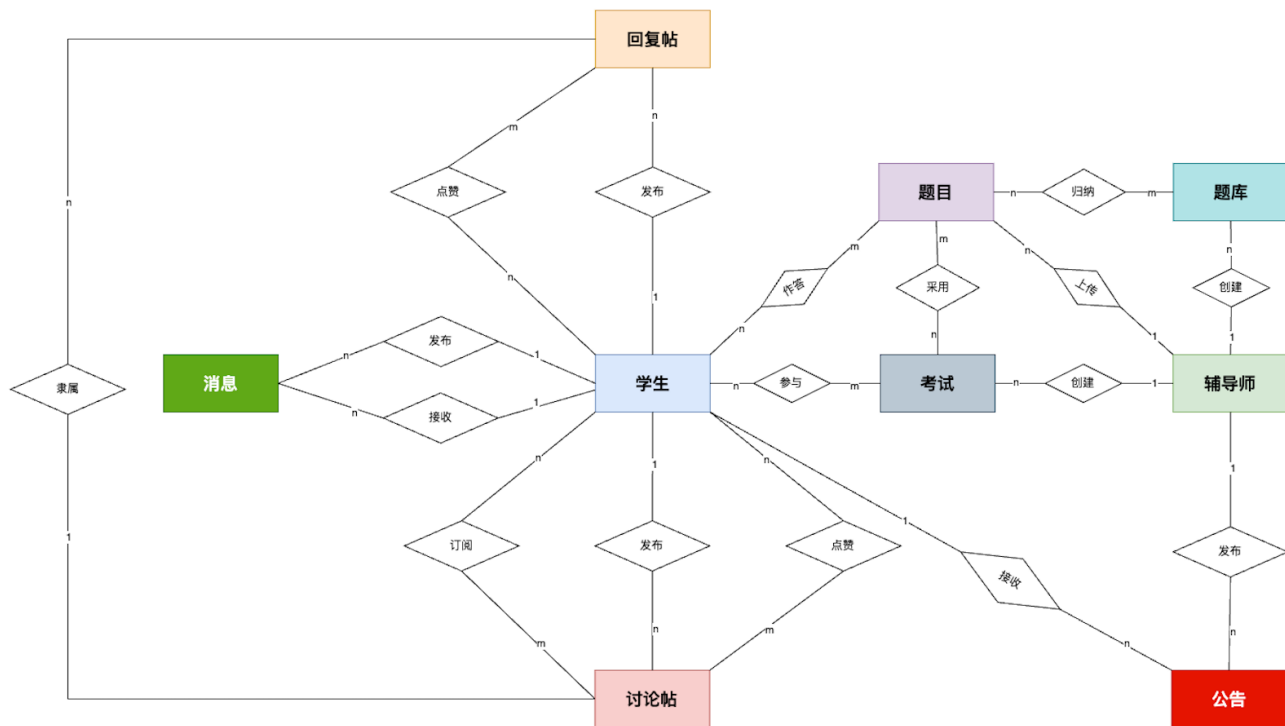 回复帖
n
m
n
点赞
发布
题目
n
归纳
m
题库
n
m
m
n
n
作答
采用
上传
创建
n
1
n
n
1
1
消息
n
发布
1
学生
n
参与
m
考试
n
创建
1
辅导师
隶属
n
接收
1
n
1
n
1
1
订阅
发布
点赞
1
发布
接收
m
n
m
n
n
讨论帖
公告